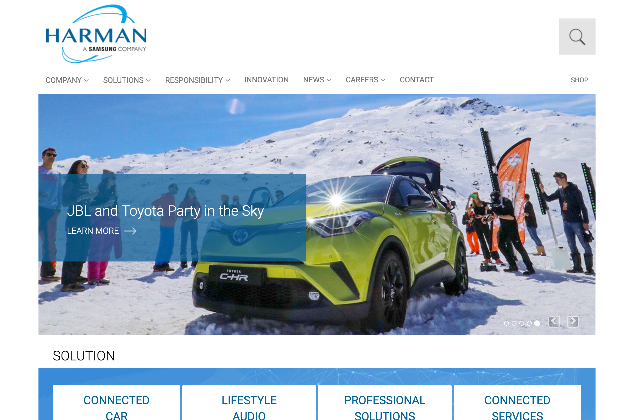 HARMAN
A SAMSUNG COMPANY
COMPANY
SOLUTIONS
RESPONSIBILITY
INNOVATION
NEWS
CAREERS
CONTACT
SHOP
JBL and Toyota Party in the Sky
LEARN MORE
TOYOTA
C-HR
SOLUTION
CONNECTED
CAR
LIFESTYLE
AUDIO
PROFESSIONAL
SOLUTIONS
CONNECTED
SERVICES